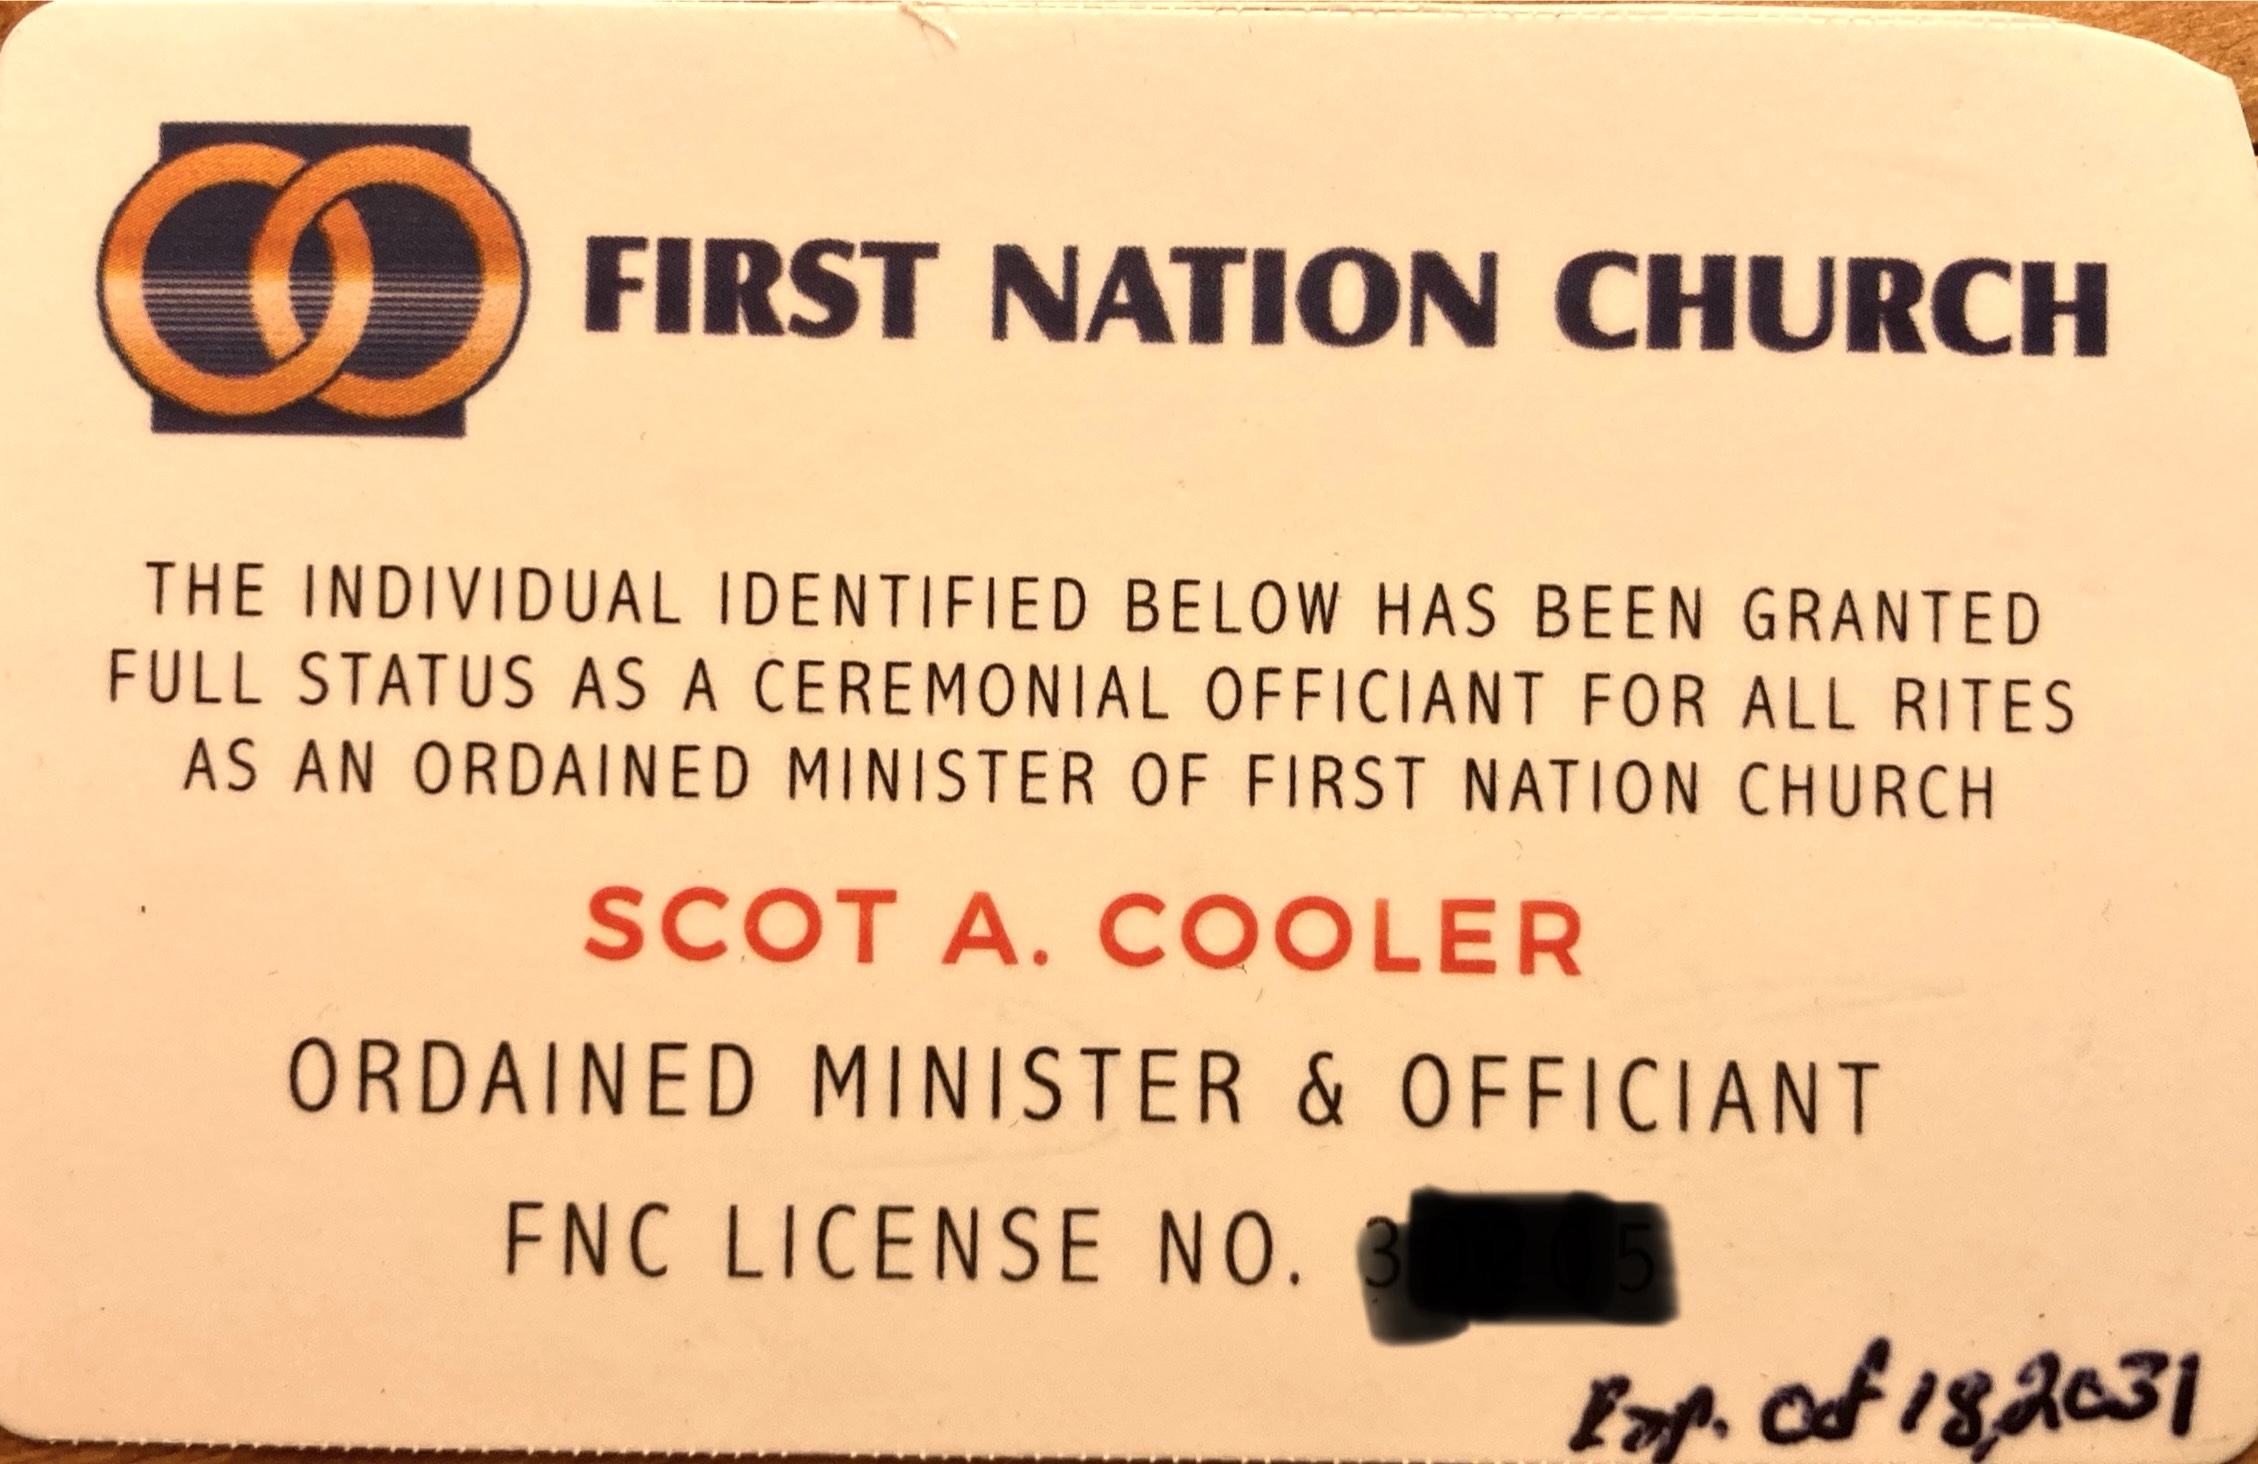 FIRST NATION CHURCH
THE INDIVIDUAL IDENTIFIED BELOW HAS BEEN GRANTED
FULL STATUS AS A CEREMONIAL OFFICIANT FOR ALL RITES
AS AN ORDAINED MINISTER OF FIRST NATION CHURCH
SCOT A. COOLER
ORDAINED MINISTER & OFFICIANT
FNC LICENSE NO.
Exp. Oct 18, 2031